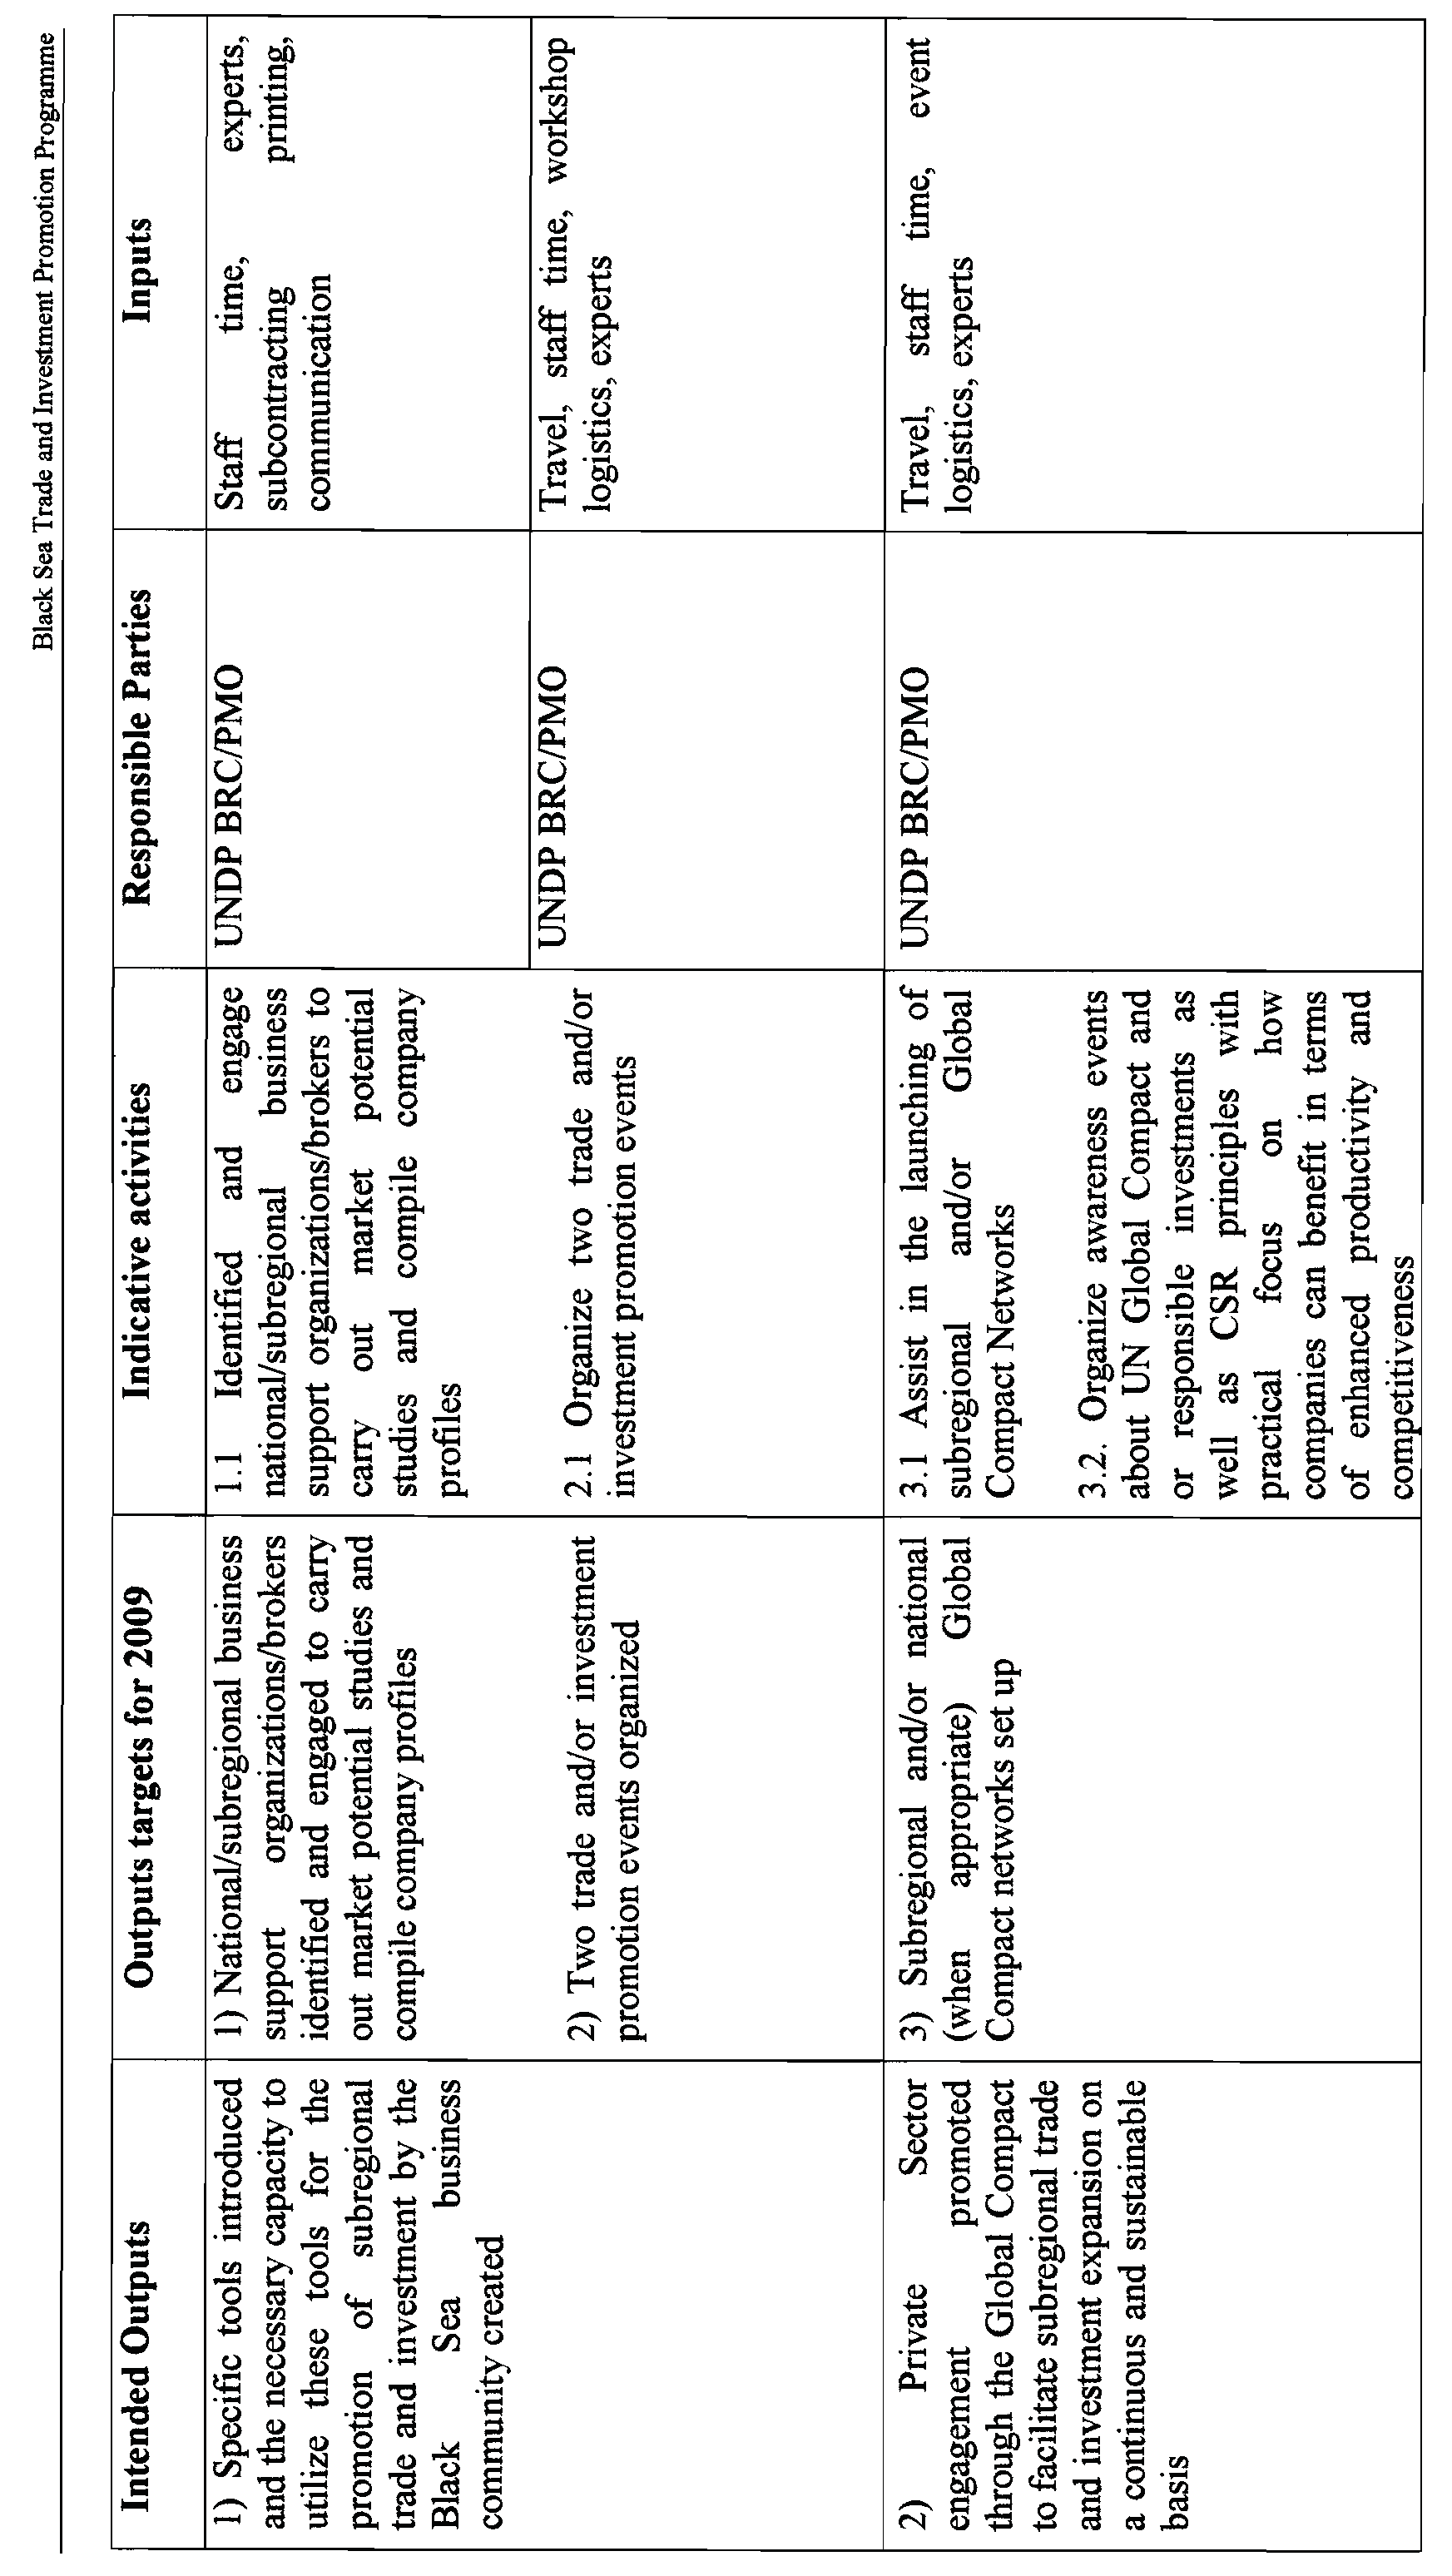 Black Sea Trade and Investment Promotion Programme
Intended Outputs
Outputs targets for 2009
Indicative activities
Responsible Parties
Inputs
1) Specific tools introduced
and the necessary capacity to
utilize these tools for the
promotion of subregional
trade and investment by the
Black Sea business
community created
1) National/subregional business
support organizations/brokers
identified and engaged to carry
out market potential studies and
compile company profiles
1.1 Identified and engage
national/subregional business
support organizations/brokers to
carry out market potential
studies and compile company
profiles
UNDP BRC/PMO
Staff time, experts,
subcontracting printing,
communication
2) Two trade and/or investment
promotion events organized
2.1 Organize two trade and/or
investment promotion events
UNDP BRC/PMO
Travel, staff time, workshop
logistics, experts
2) Private Sector
engagement promoted
through the Global Compact
to facilitate subregional trade
and investment expansion on
a continuous and sustainable
basis
3) Subregional and/or national
(when appropriate) Global
Compact networks set up
3.1 Assist in the launching of
subregional and/or Global
Compact Networks
3.2. Organize awareness events
about UN Global Compact and
or responsible investments as
well as CSR principles with
practical focus on how
companies can benefit in terms
of enhanced productivity and
competitiveness
UNDP BRC/PMO
Travel, staff time, event
logistics, experts